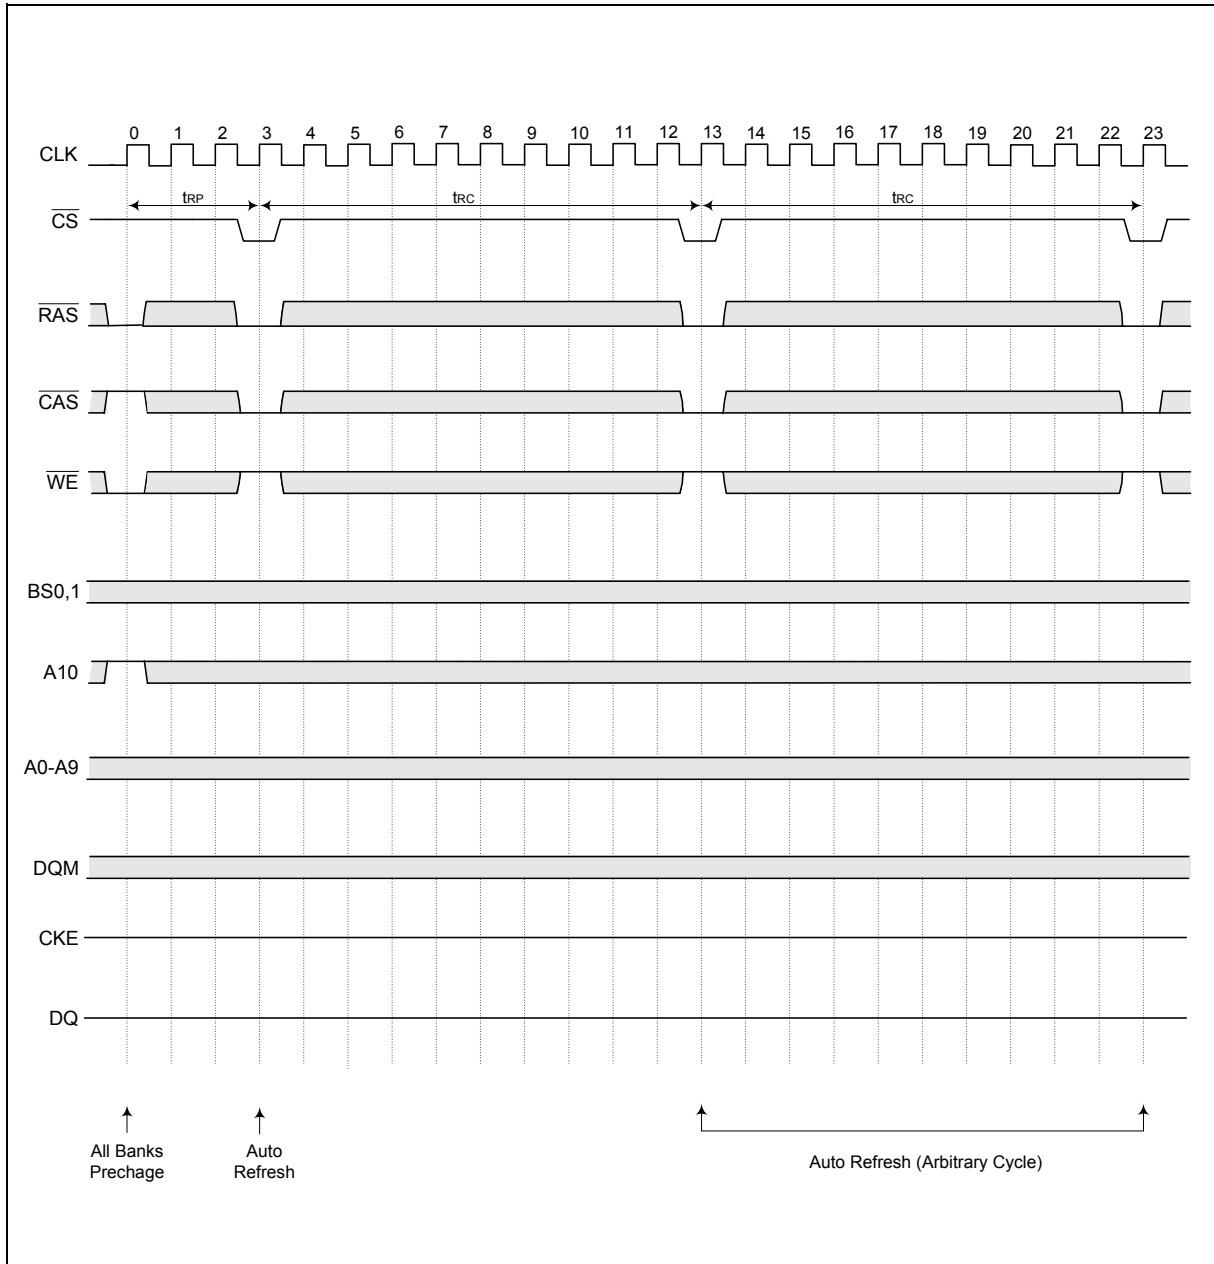 0 1 2 3 4 5 6 7 8 9 10 11 12 13 14 15 16 17 18 19 20 21 22 23
CLK
tRP tRC tRC
CS
RAS
CAS
WE
BS0,1
A10
A0-A9
DQM
CKE
DQ
All Banks
Prechage
Auto
Refresh
Auto Refresh (Arbitrary Cycle)